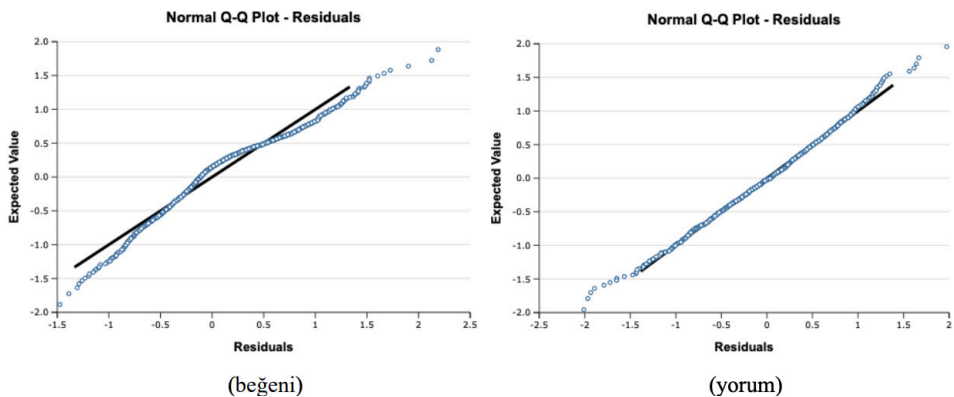 Normal Q-Q Plot - Residuals
2.0
1.5
1.0
0.5
0.0
-0.5
-1.0
-1.5
-2.0
Expected Value
-1.5 -1 -0.5 0 0.5 1 1.5 2 2.5
Residuals
(beğeni)
Normal Q-Q Plot - Residuals
2.0
1.5
1.0
0.5
0.0
-0.5
-1.0
-1.5
-2.0
Expected Value
-2.5 -2 -1.5 -1 -0.5 0 0.5 1 1.5 2
Residuals
(yorum)